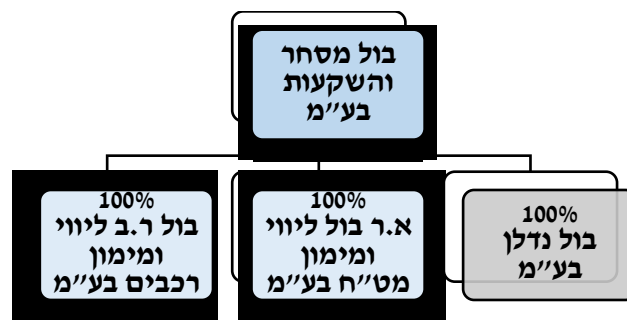 בול מסחר
והשקעות
בע״מ
100%
בול נדלן
בע״מ
100%
א.ר בול ליווי
ומימון
מט״ח בע״מ
100%
בול ר.ב ליווי
ומימון
רכבים בע״מ